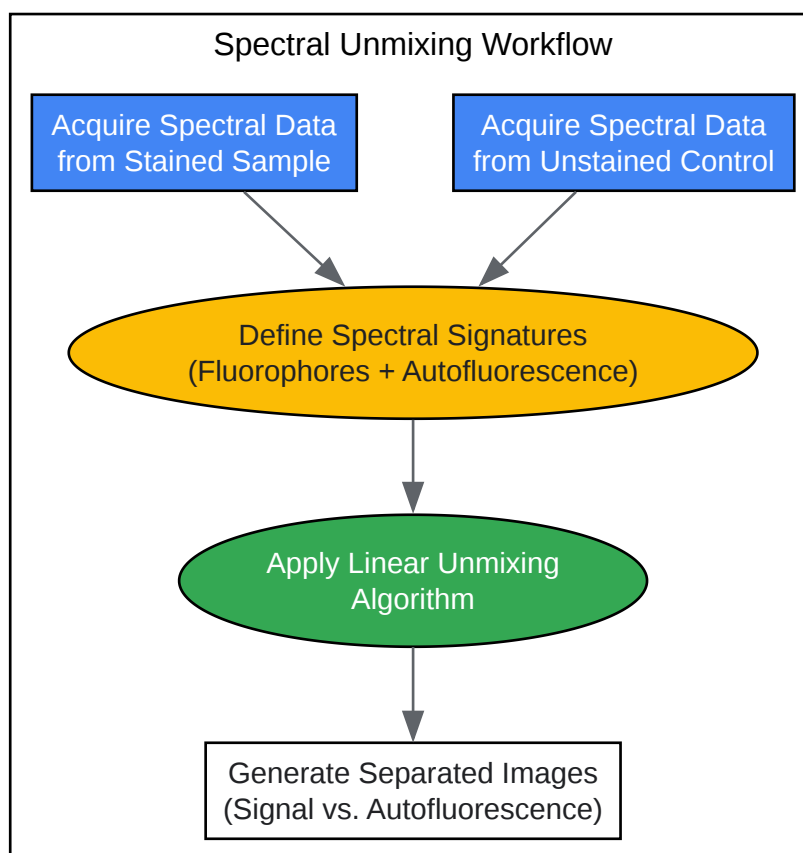 Spectral Unmixing Workflow
Acquire Spectral Data
from Stained Sample
Acquire Spectral Data
from Unstained Control
Define Spectral Signatures
(Fluorophores + Autofluorescence)
Apply Linear Unmixing
Algorithm
Generate Separated Images
(Signal vs. Autofluorescence)